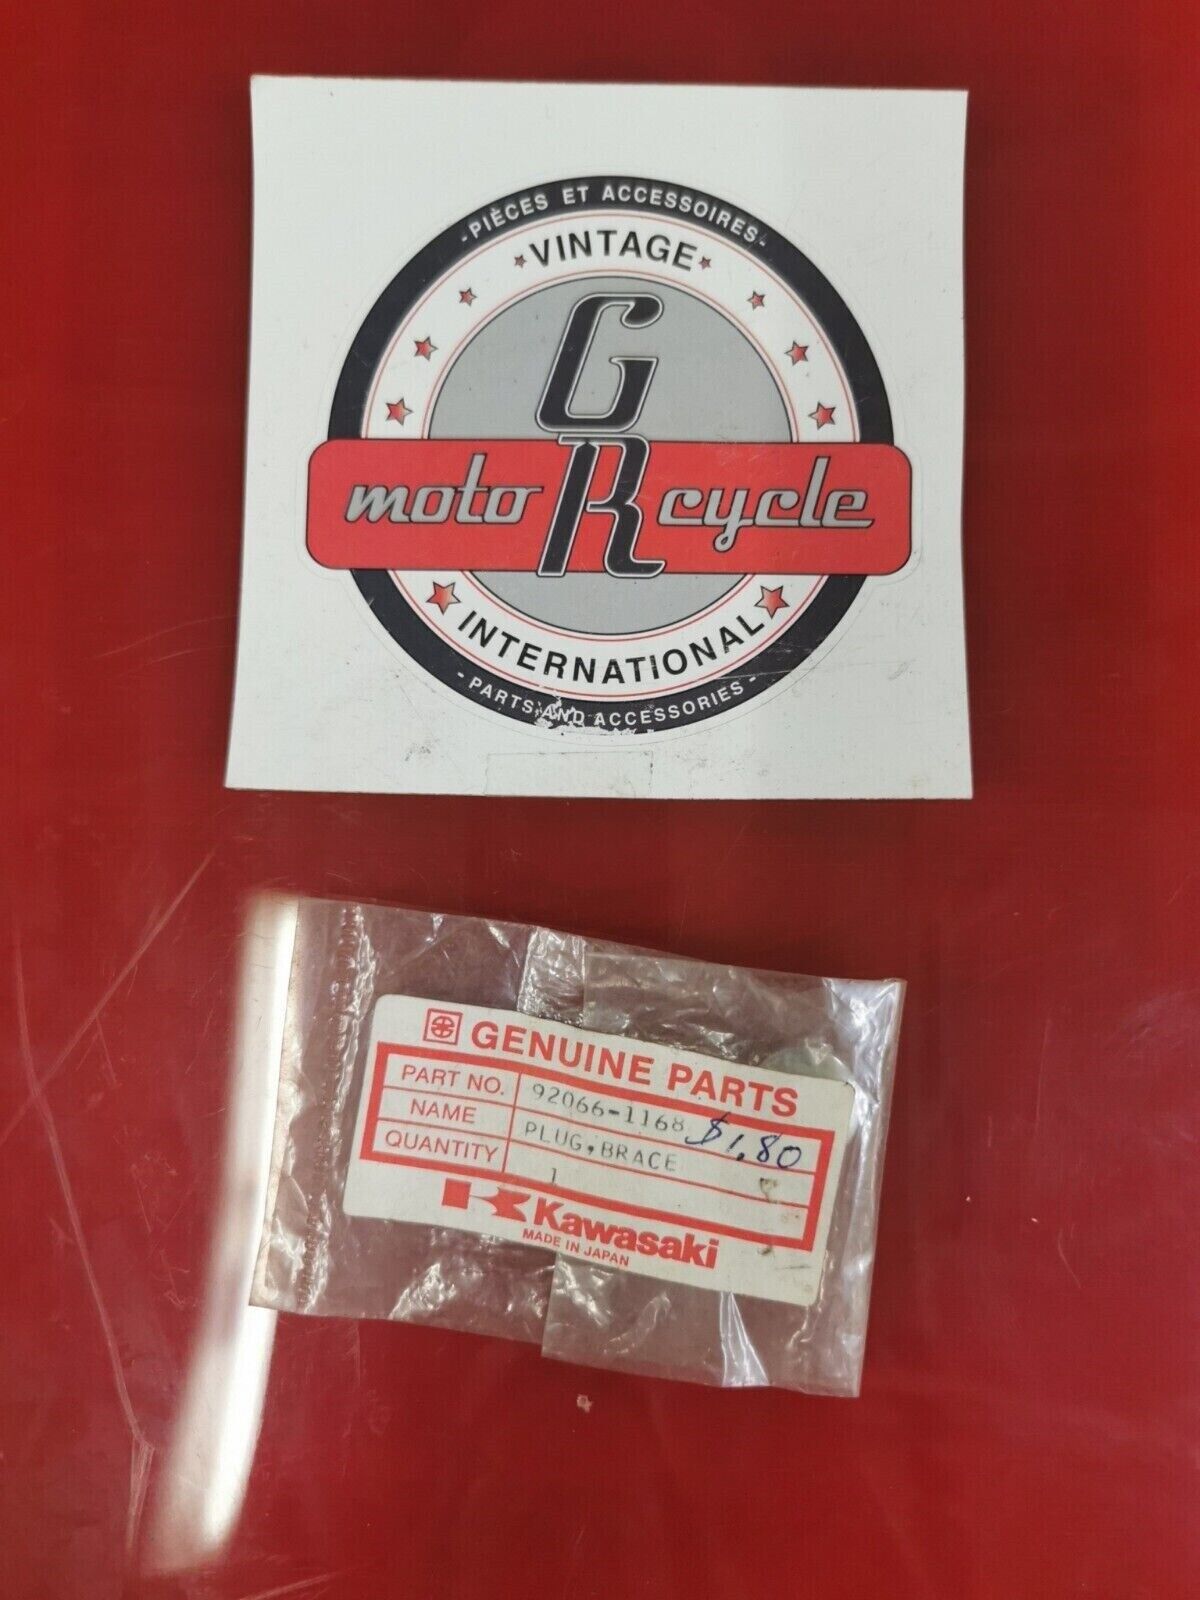 - PIÈCES ET ACCESSOIRES -
VINTAGE
GR
moto cycle
INTERNATIONAL
- PARTS AND ACCESSORIES -
GENUINE PARTS
PART NO. 92066-1168 $1.80
NAME PLUG,BRACE
QUANTITY 1
Kawasaki
MADE IN JAPAN